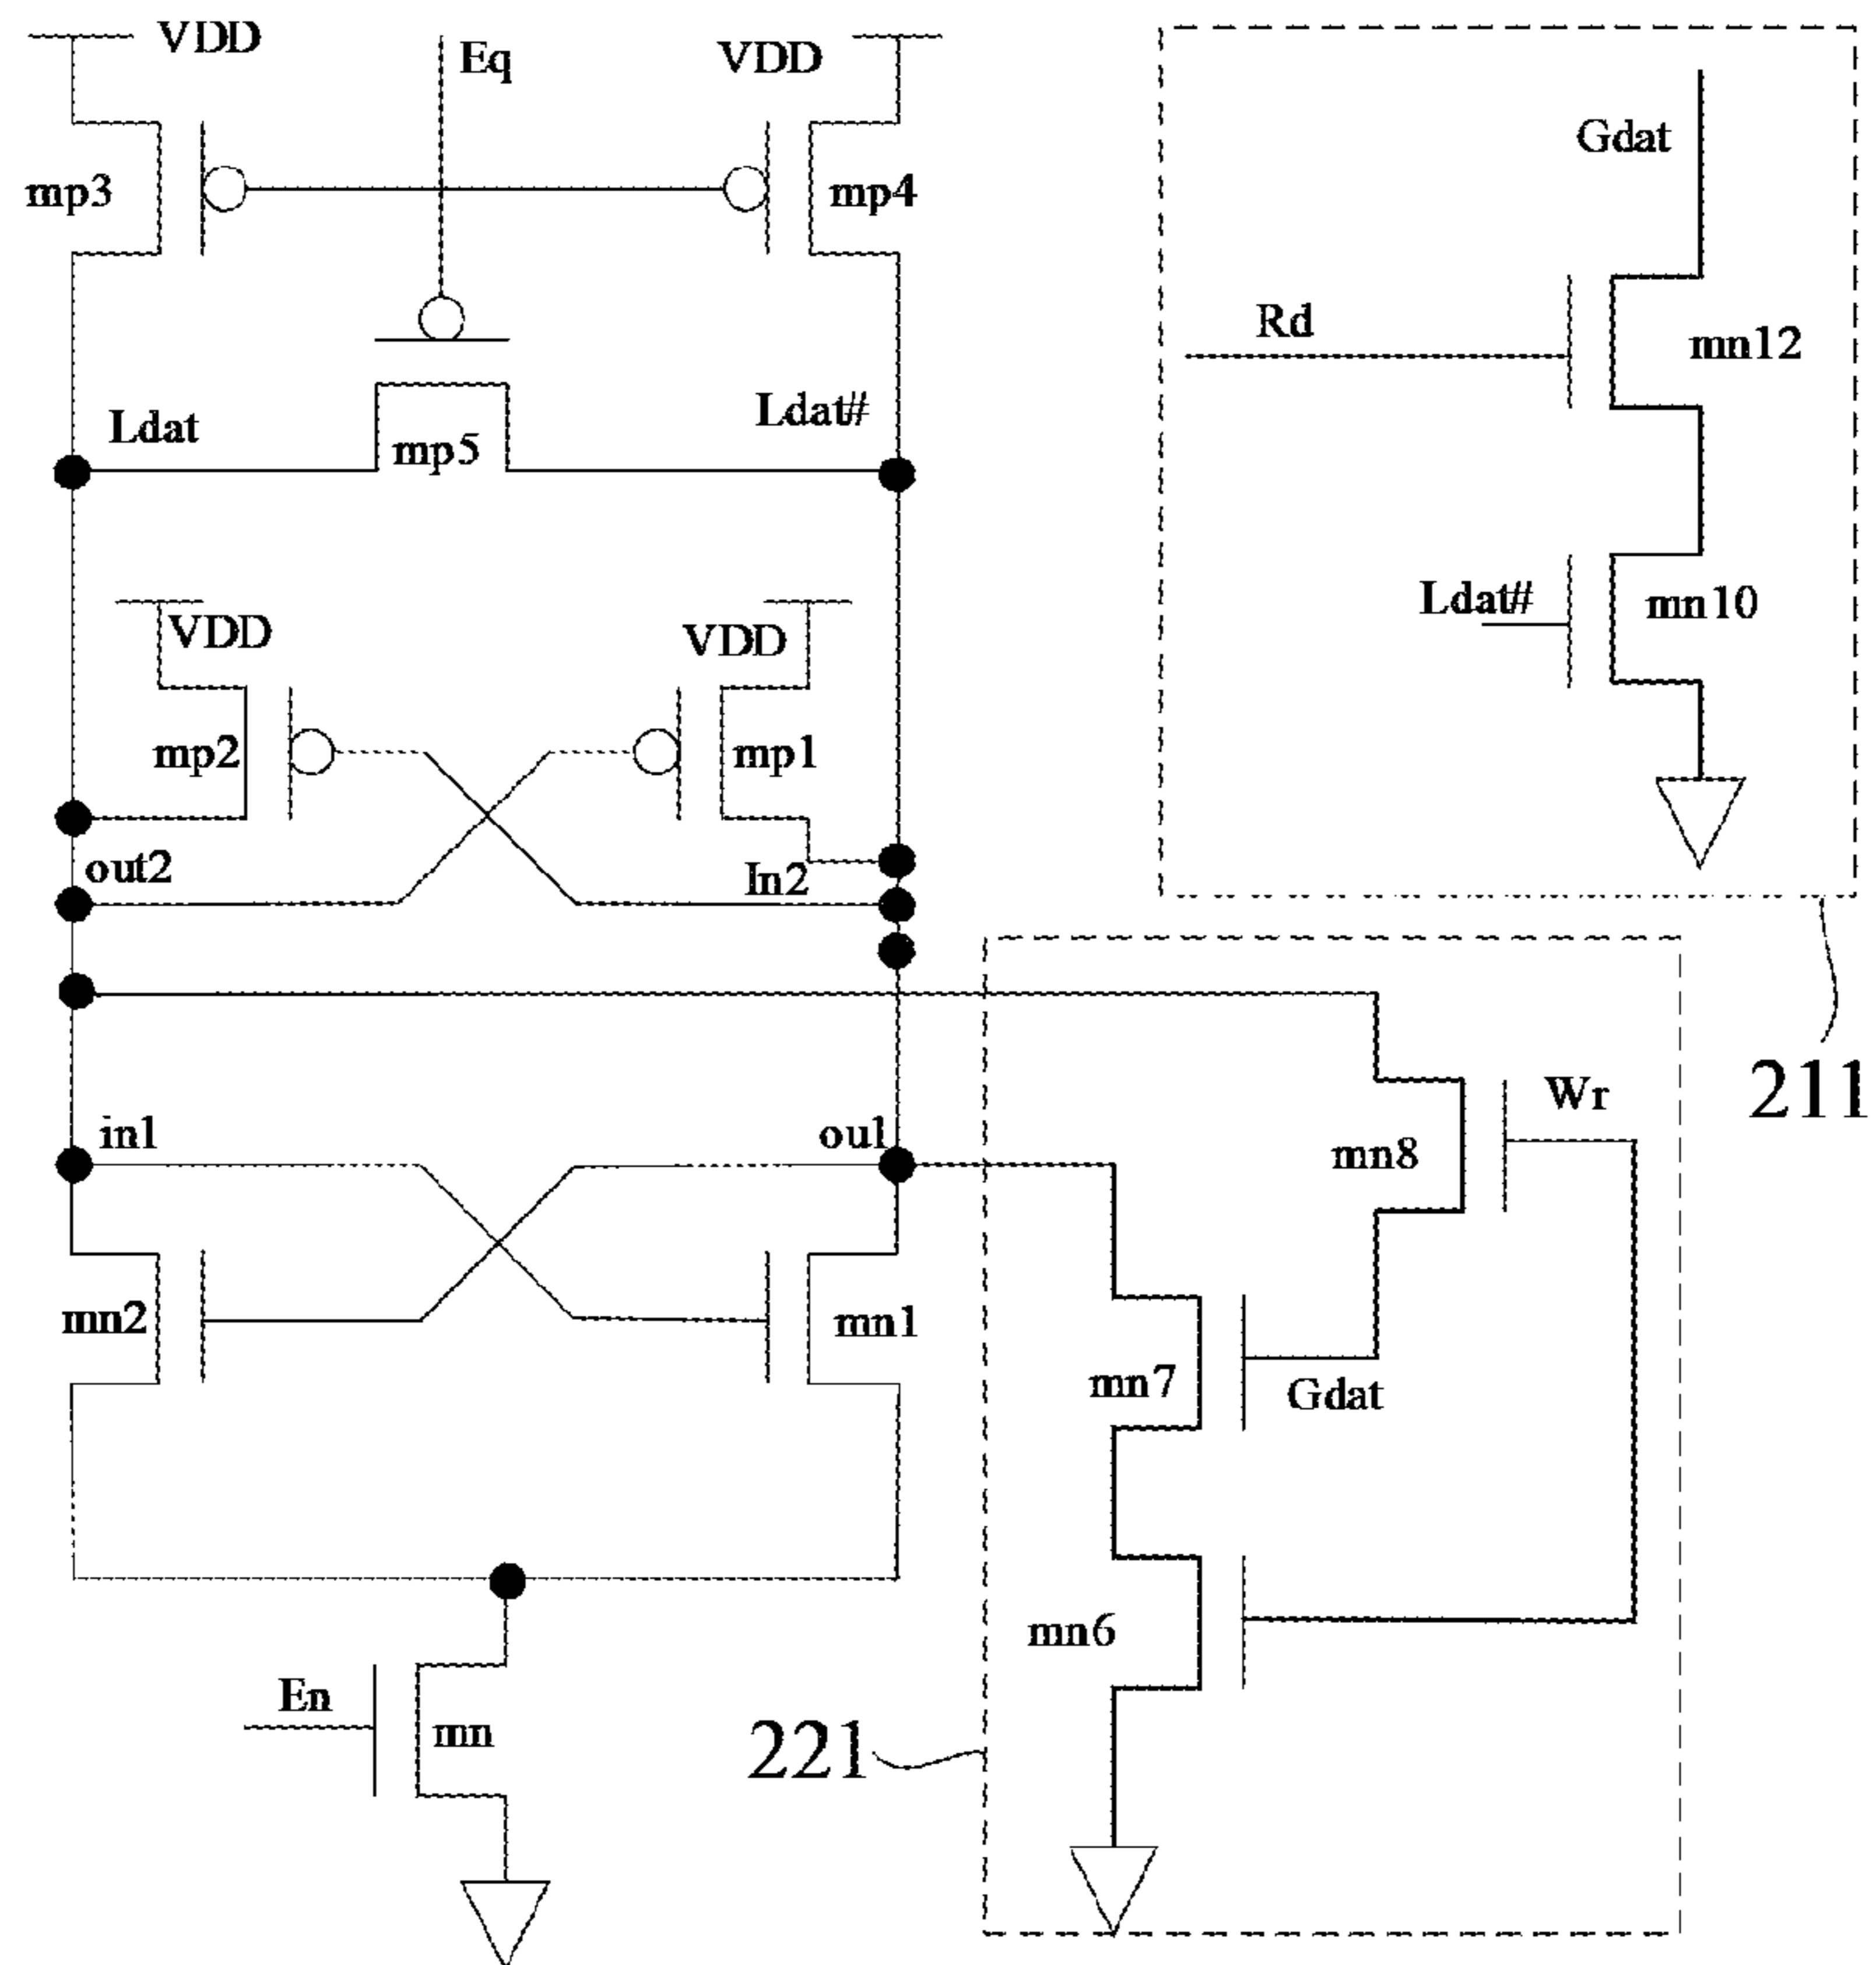 VDD
Eq
VDD
mp3
mp4
Gdat
Rd
mn12
Ldat
mp5
Ldat#
Ldat#
mn10
VDD
VDD
mp2
mp1
out2
In2
211
in1
ou1
Wr
mn8
mn2
mn1
mn7
Gdat
mn6
En
mn
221